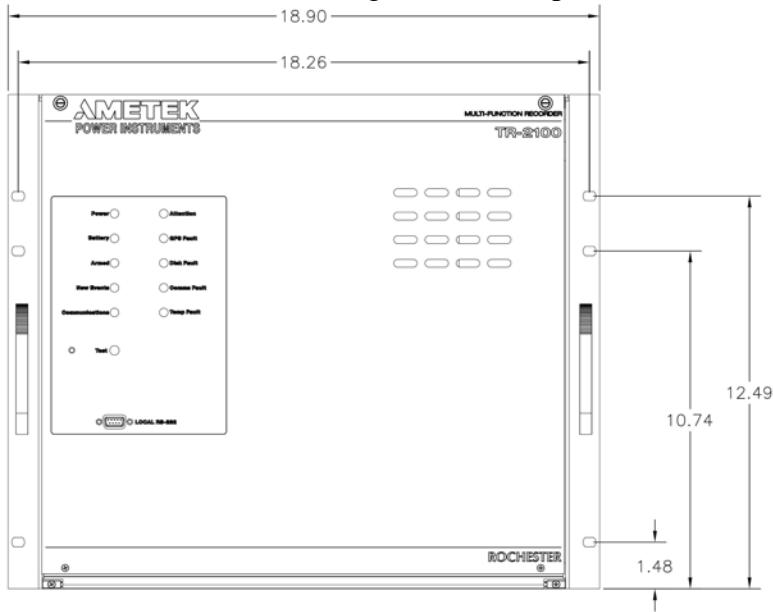 18.90
18.26
AMETEK
POWER INSTRUMENTS
MULTI-FUNCTION RECORDER
TR-2100
Power
Attention
Battery
GPS Fault
Armed
Disk Fault
New Events
Comms Fault
Communications
Temp Fault
Test
LOCAL RS-232
12.49
10.74
1.48
ROCHESTER